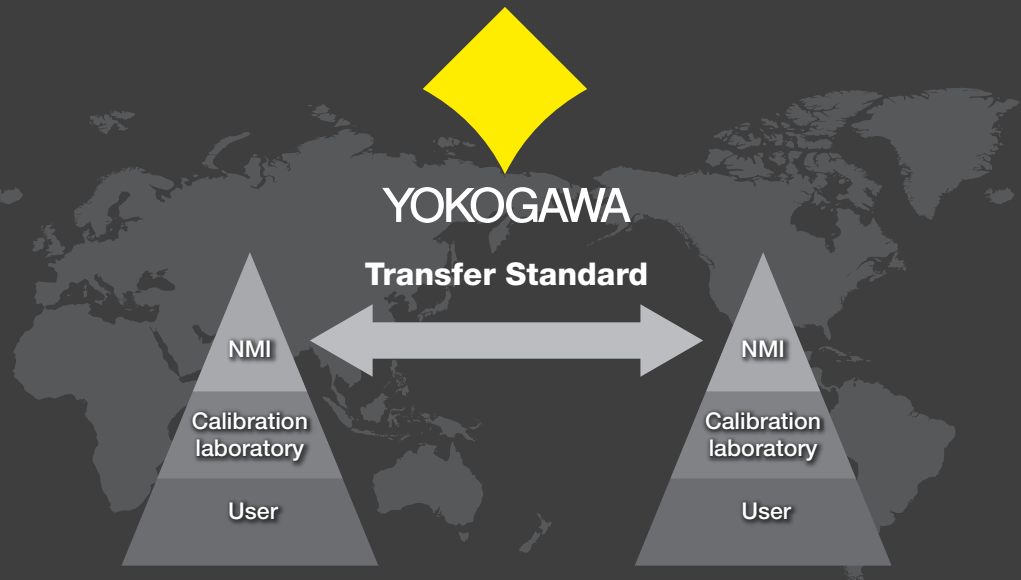 YOKOGAWA
Transfer Standard
NMI
Calibration
laboratory
User
NMI
Calibration
laboratory
User